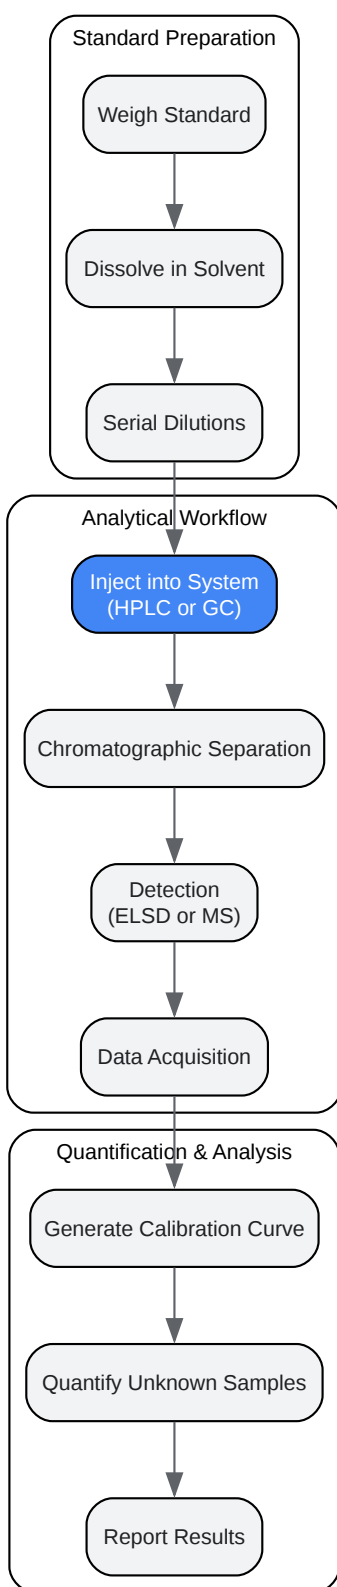 Standard Preparation
Weigh Standard
Dissolve in Solvent
Serial Dilutions
Analytical Workflow
Inject into System
(HPLC or GC)
Chromatographic Separation
Detection
(ELSD or MS)
Data Acquisition
Quantification & Analysis
Generate Calibration Curve
Quantify Unknown Samples
Report Results